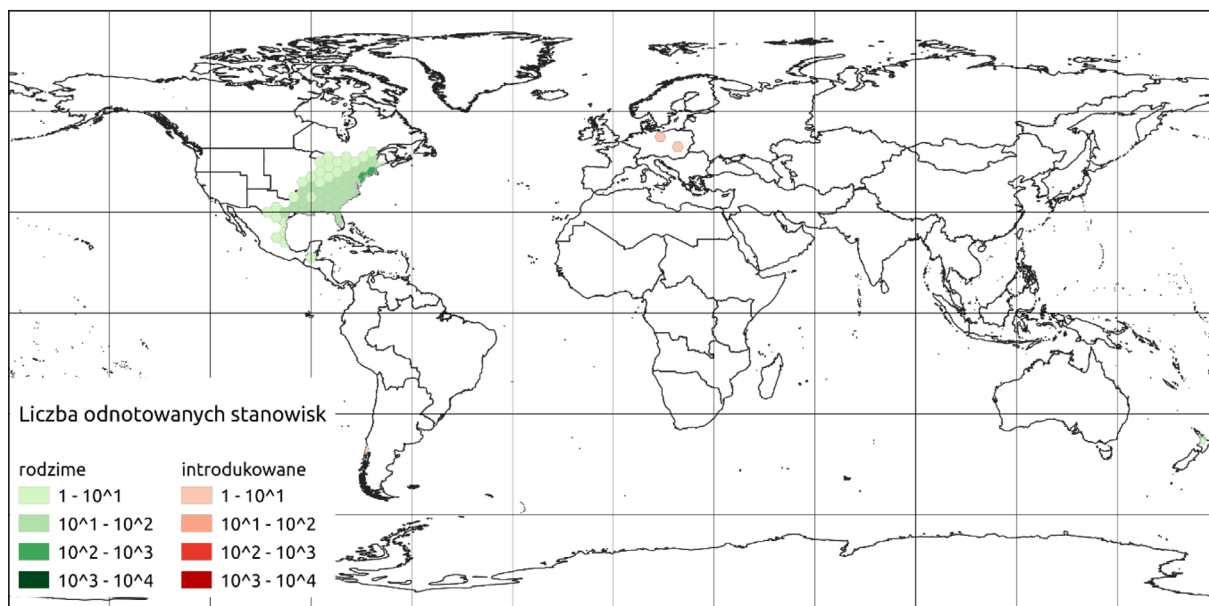 Liczba odnotowanych stanowisk
rodzime introdukowane
1 - 10^1 1 - 10^1
10^1 - 10^2 10^1 - 10^2
10^2 - 10^3 10^2 - 10^3
10^3 - 10^4 10^3 - 10^4